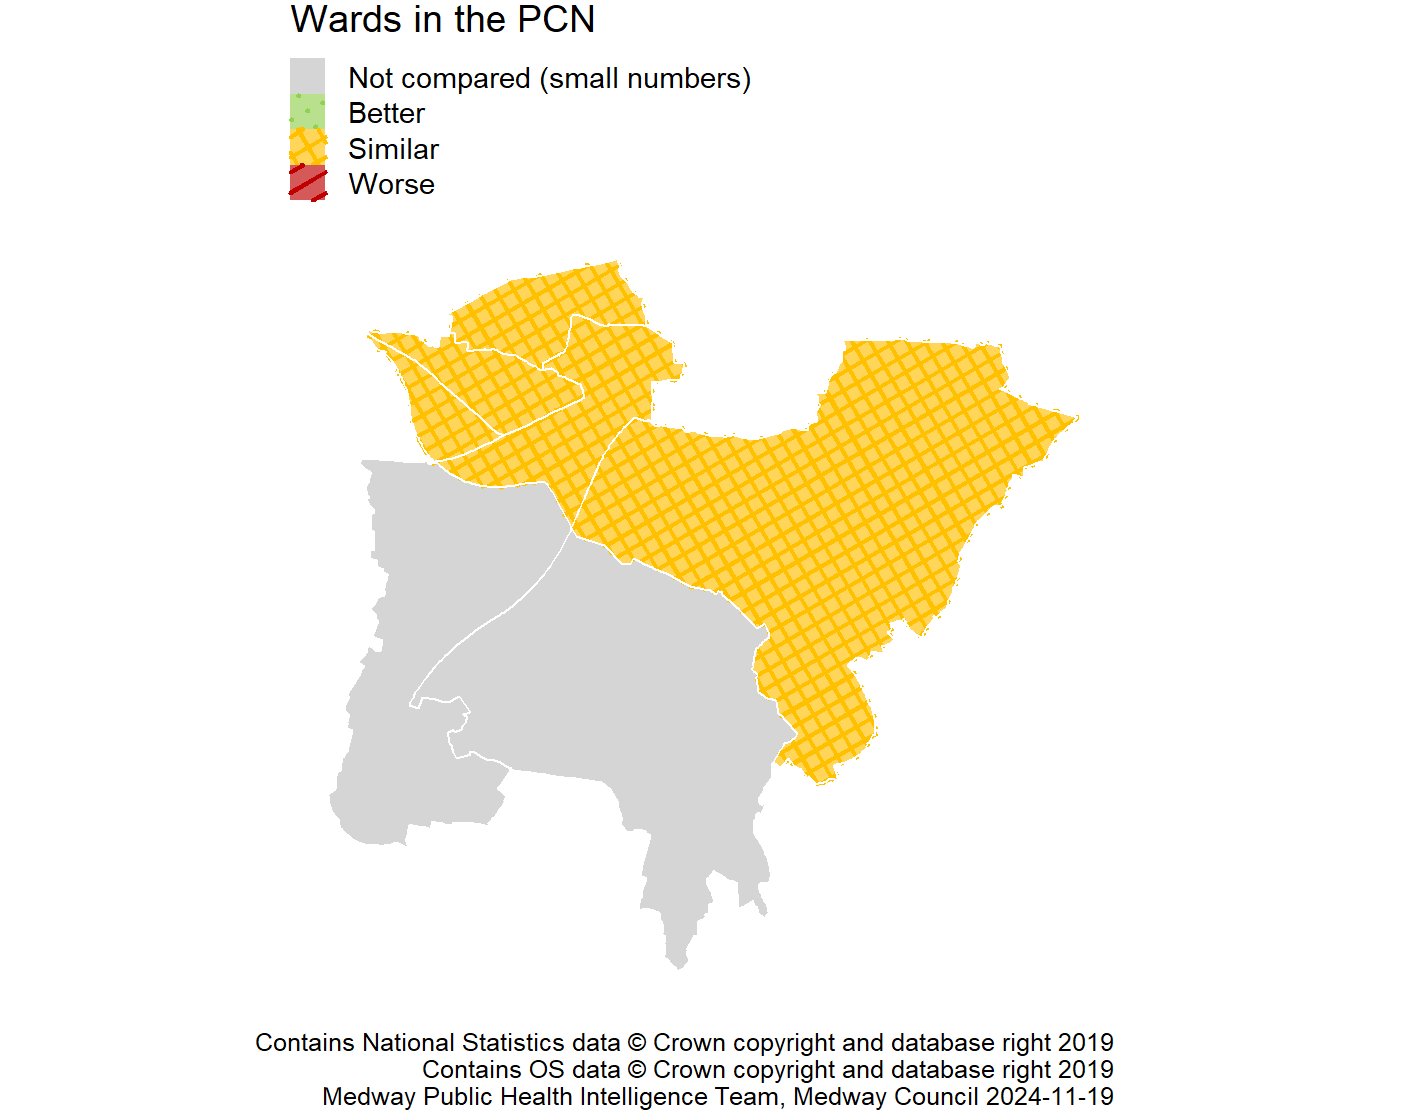 Wards in the PCN
Not compared (small numbers)
Better
Similar
Worse
Contains National Statistics data © Crown copyright and database right 2019
Contains OS data © Crown copyright and database right 2019
Medway Public Health Intelligence Team, Medway Council 2024-11-19